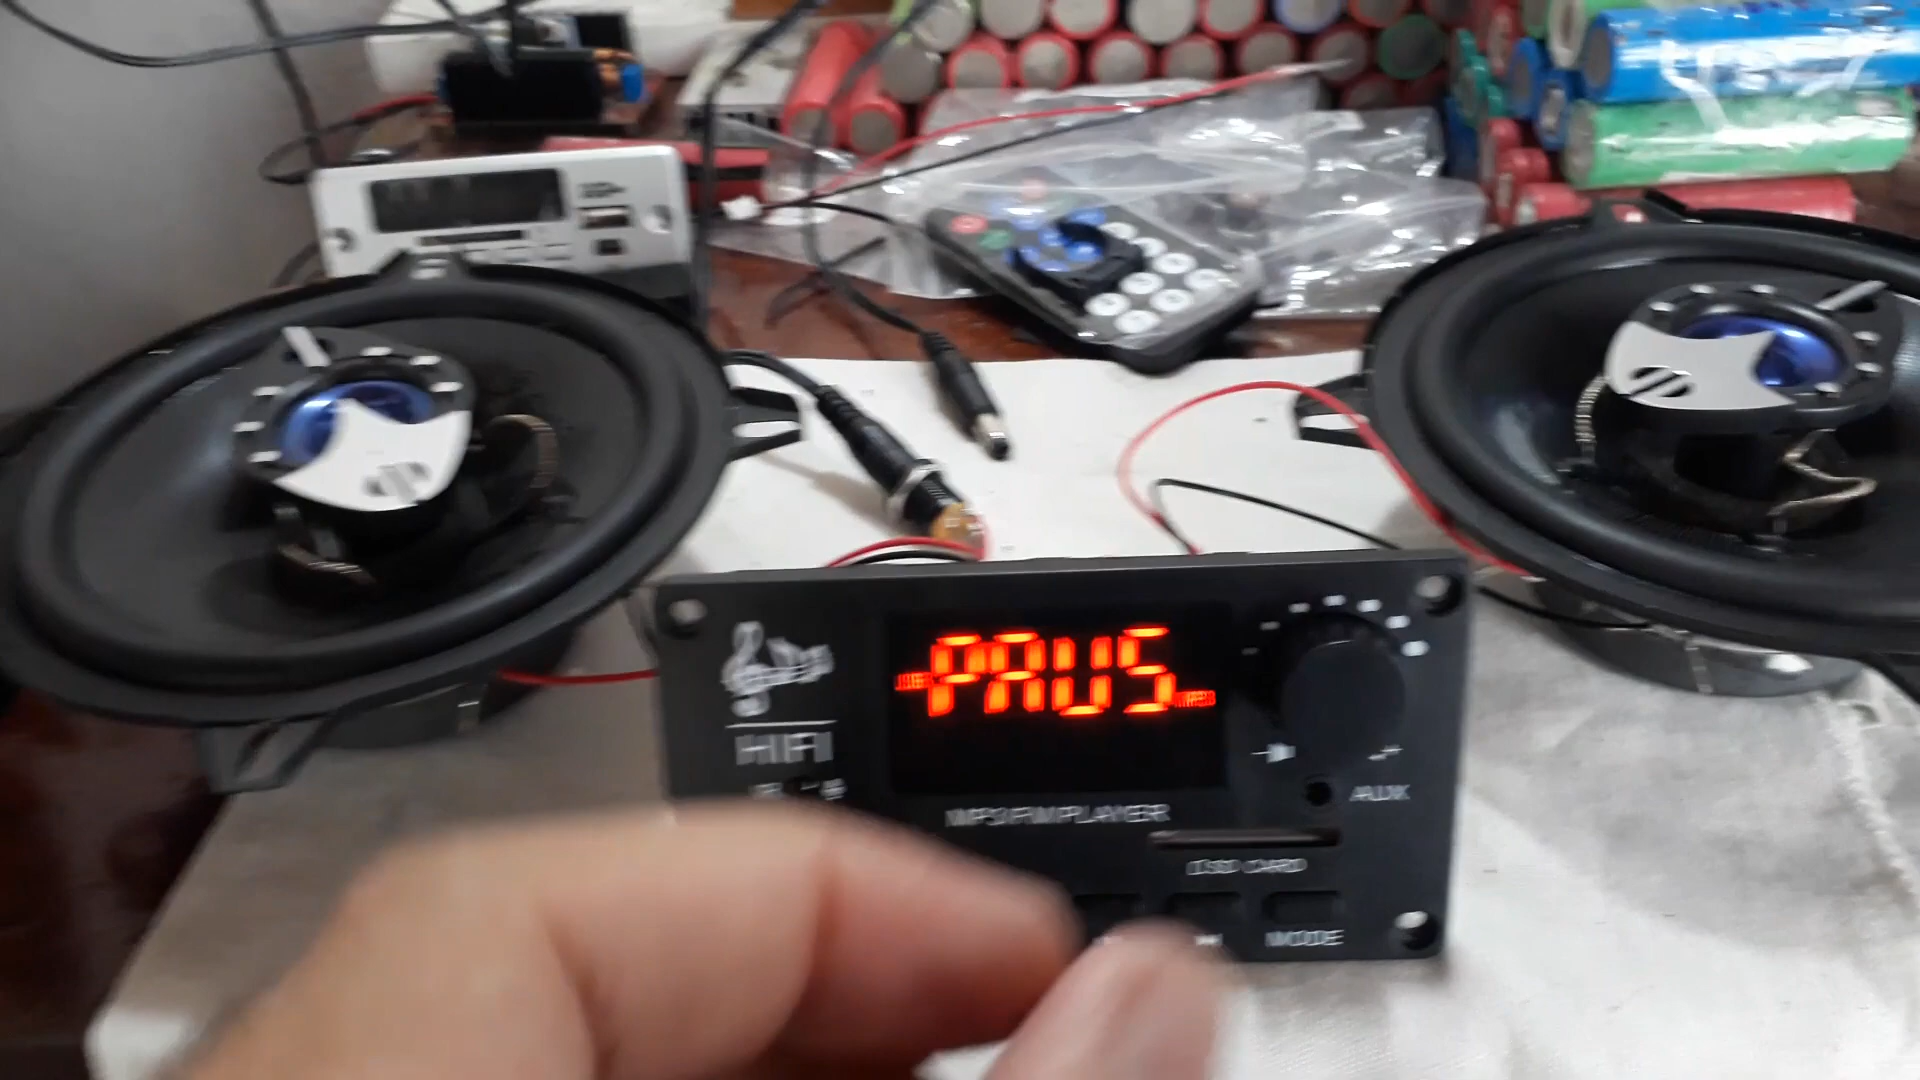 PAUS
HIFI
MP3/FM PLAYER
AUX
SD CARD
MODE